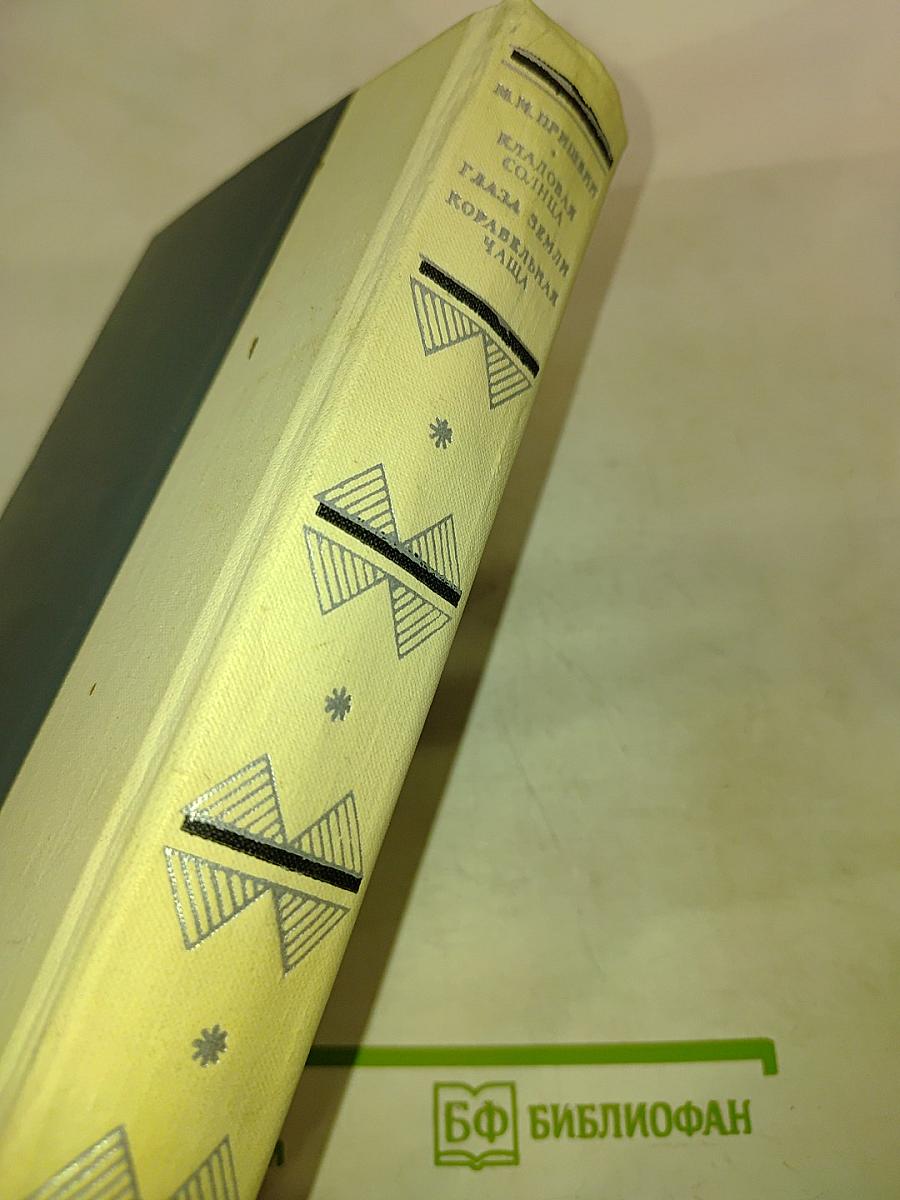 М. М. ПРИШВИН
КЛАДОВАЯ
СОЛНЦА
ГЛАЗА ЗЕМЛИ
КОРАБЕЛЬНАЯ
ЧАЩА
БФ БИБЛИОФАН